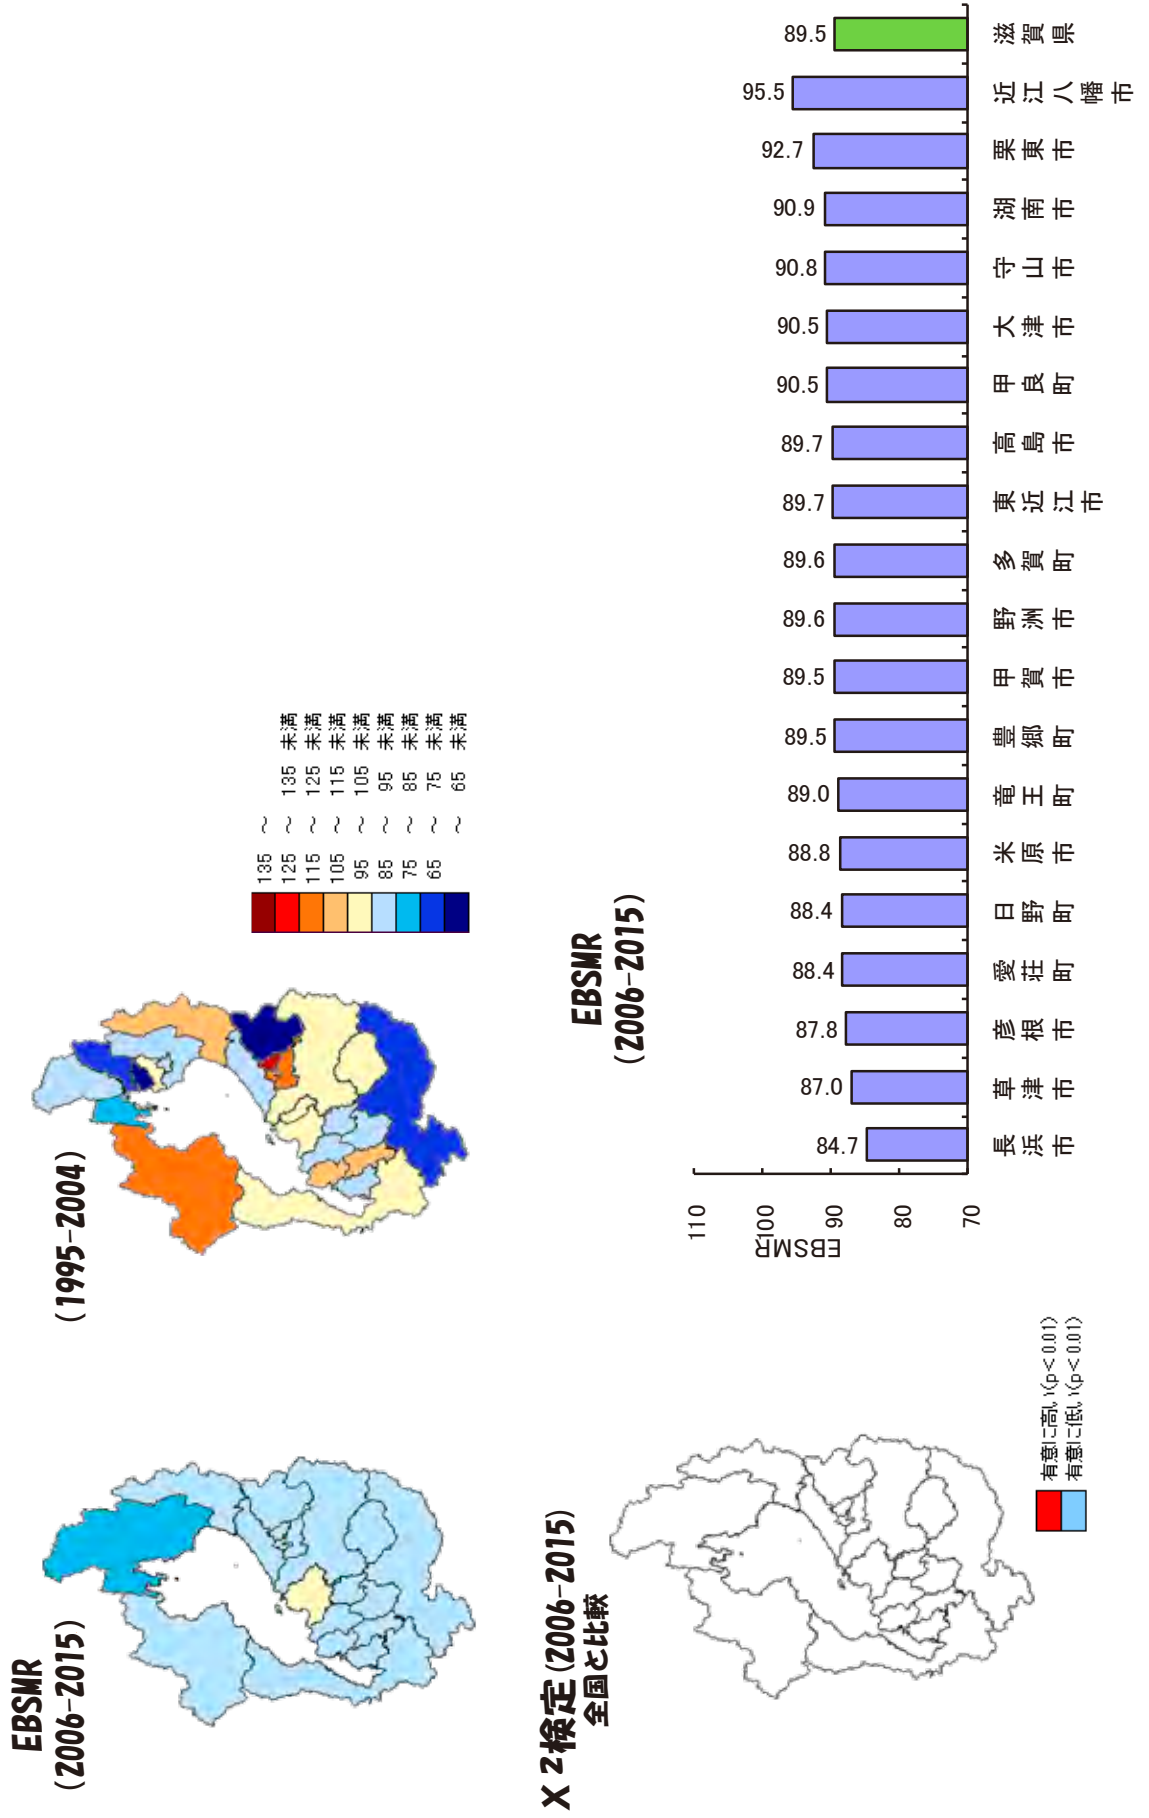 EBSMR
(2006-2015)
(1995-2004)
135 ～
125 ～ 135 未満
115 ～ 125 未満
105 ～ 115 未満
95 ～ 105 未満
85 ～ 95 未満
75 ～ 85 未満
65 ～ 75 未満
～ 65 未満
X²検定(2006-2015)
全国と比較
有意に高い(p<0.01)
有意に低い(p<0.01)
EBSMR
(2006-2015)
EBSMR
110
100
90
80
70
84.7
87.0
87.8
88.4
88.4
88.8
89.0
89.5
89.5
89.6
89.6
89.7
89.7
90.5
90.5
90.8
90.9
92.7
95.5
89.5
長浜市
草津市
彦根市
愛荘町
日野町
米原市
竜王町
豊郷町
甲賀市
野洲市
多賀町
東近江市
高島市
甲良町
大津市
守山市
湖南市
栗東市
近江八幡市
滋賀県